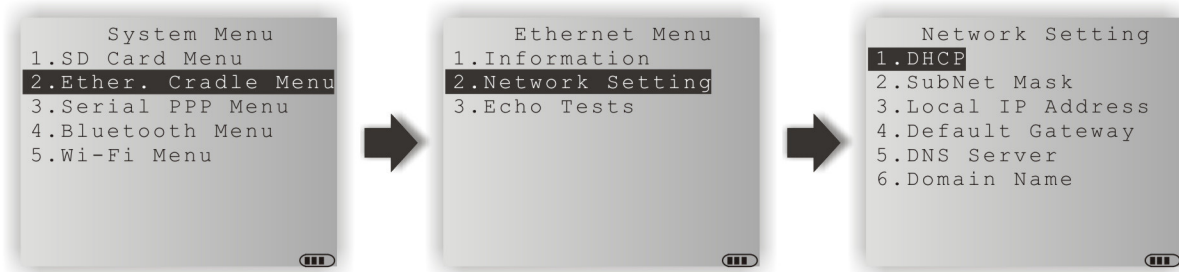 System Menu
1.SD Card Menu
2.Ether. Cradle Menu
3.Serial PPP Menu
4.Bluetooth Menu
5.Wi-Fi Menu
Ethernet Menu
1.Information
2.Network Setting
3.Echo Tests
Network Setting
1.DHCP
2.SubNet Mask
3.Local IP Address
4.Default Gateway
5.DNS Server
6.Domain Name